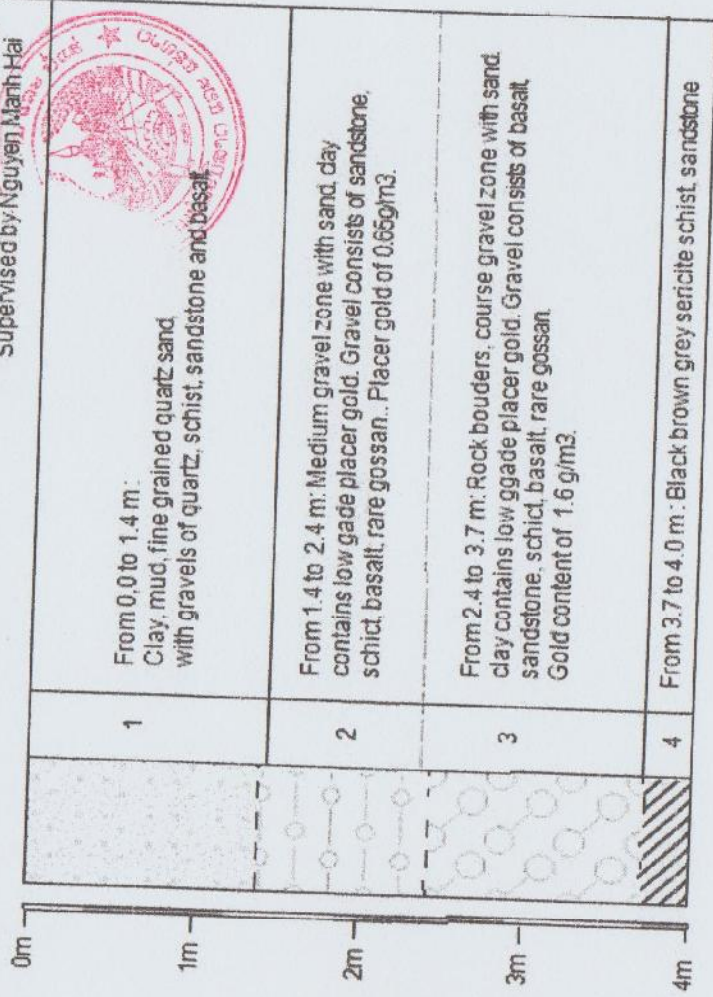 Supervised by: Nguyen Manh Hai
0m
1m
2m
3m
4m
1
From 0,0 to 1.4 m :
Clay, mud, fine grained quartz sand,
with gravels of quartz, schist, sandstone and basalt.
2
From 1.4 to 2.4 m: Medium gravel zone with sand, clay
contains low gade placer gold. Gravel consists of sandstone,
schict, basalt, rare gossan.. Placer gold of 0.65g/m3.
3
From 2.4 to 3.7 m: Rock bouders, course gravel zone with sand.
clay contains low ggade placer gold. Gravel consists of basalt,
sandstone, schict, basalt, rare gossan.
Gold content of 1.6 g/m3.
4
From 3.7 to 4.0 m : Black brown grey sericite schist, sandstone